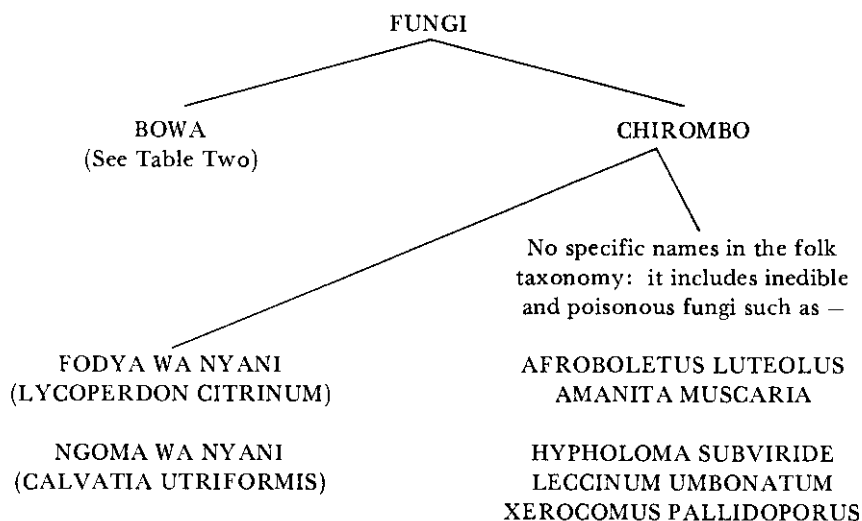 FUNGI
BOWA
(See Table Two)
CHIROMBO
No specific names in the folk
taxonomy: it includes inedible
and poisonous fungi such as —
FODYA WA NYANI
(LYCOPERDON CITRINUM)
NGOMA WA NYANI
(CALVATIA UTRIFORMIS)
AFROBOLETUS LUTEOLUS
AMANITA MUSCARIA
HYPHOLOMA SUBVIRIDE
LECCINUM UMBONATUM
XEROCOMUS PALLIDOPORUS